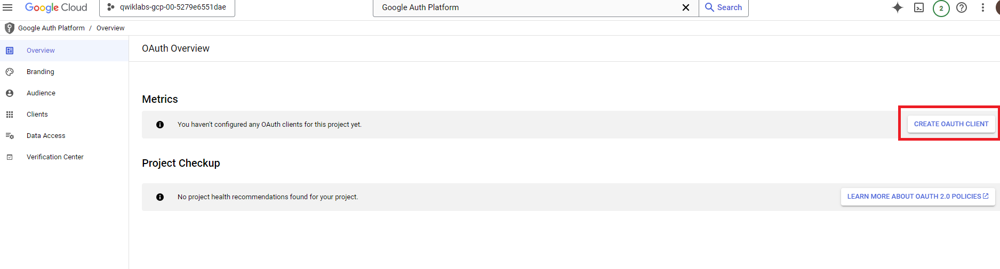 Google Cloud
qwiklabs-gcp-00-5279e6551dae
Google Auth Platform
Search
2
Google Auth Platform / Overview
Overview
Branding
Audience
Clients
Data Access
Verification Center
OAuth Overview
Metrics
You haven't configured any OAuth clients for this project yet.
CREATE OAUTH CLIENT
Project Checkup
No project health recommendations found for your project.
LEARN MORE ABOUT OAUTH 2.0 POLICIES